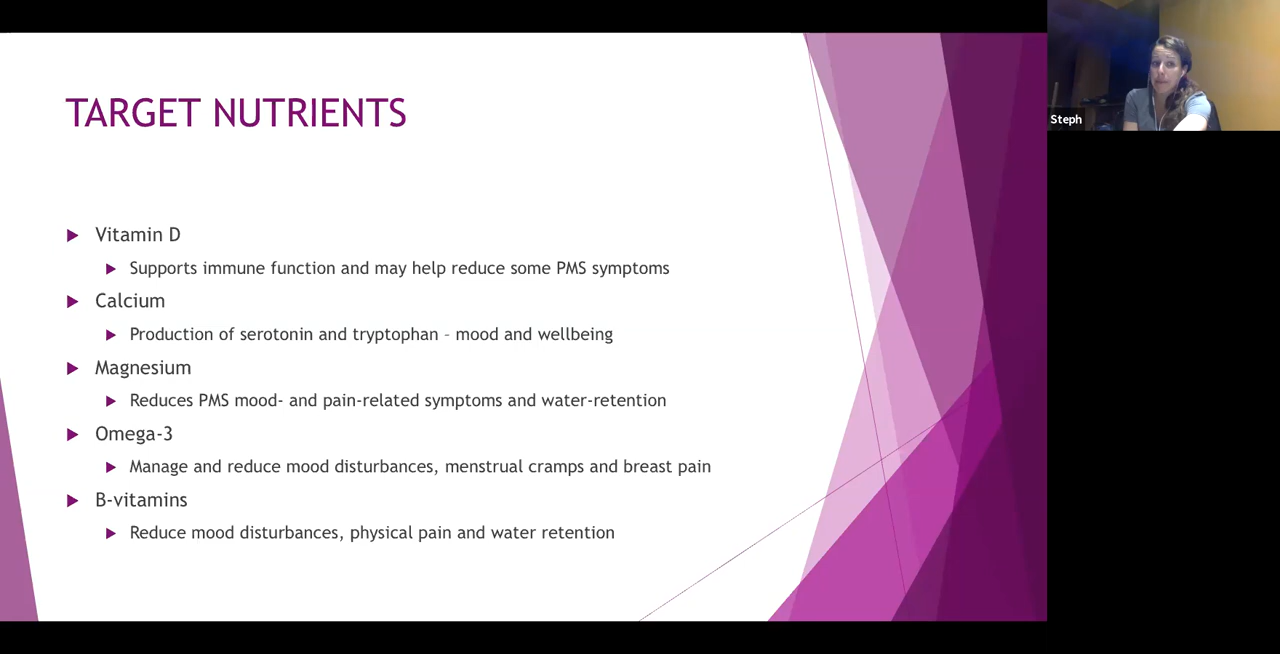 TARGET NUTRIENTS
Vitamin D
Supports immune function and may help reduce some PMS symptoms
Calcium
Production of serotonin and tryptophan – mood and wellbeing
Magnesium
Reduces PMS mood- and pain-related symptoms and water-retention
Omega-3
Manage and reduce mood disturbances, menstrual cramps and breast pain
B-vitamins
Reduce mood disturbances, physical pain and water retention
Steph